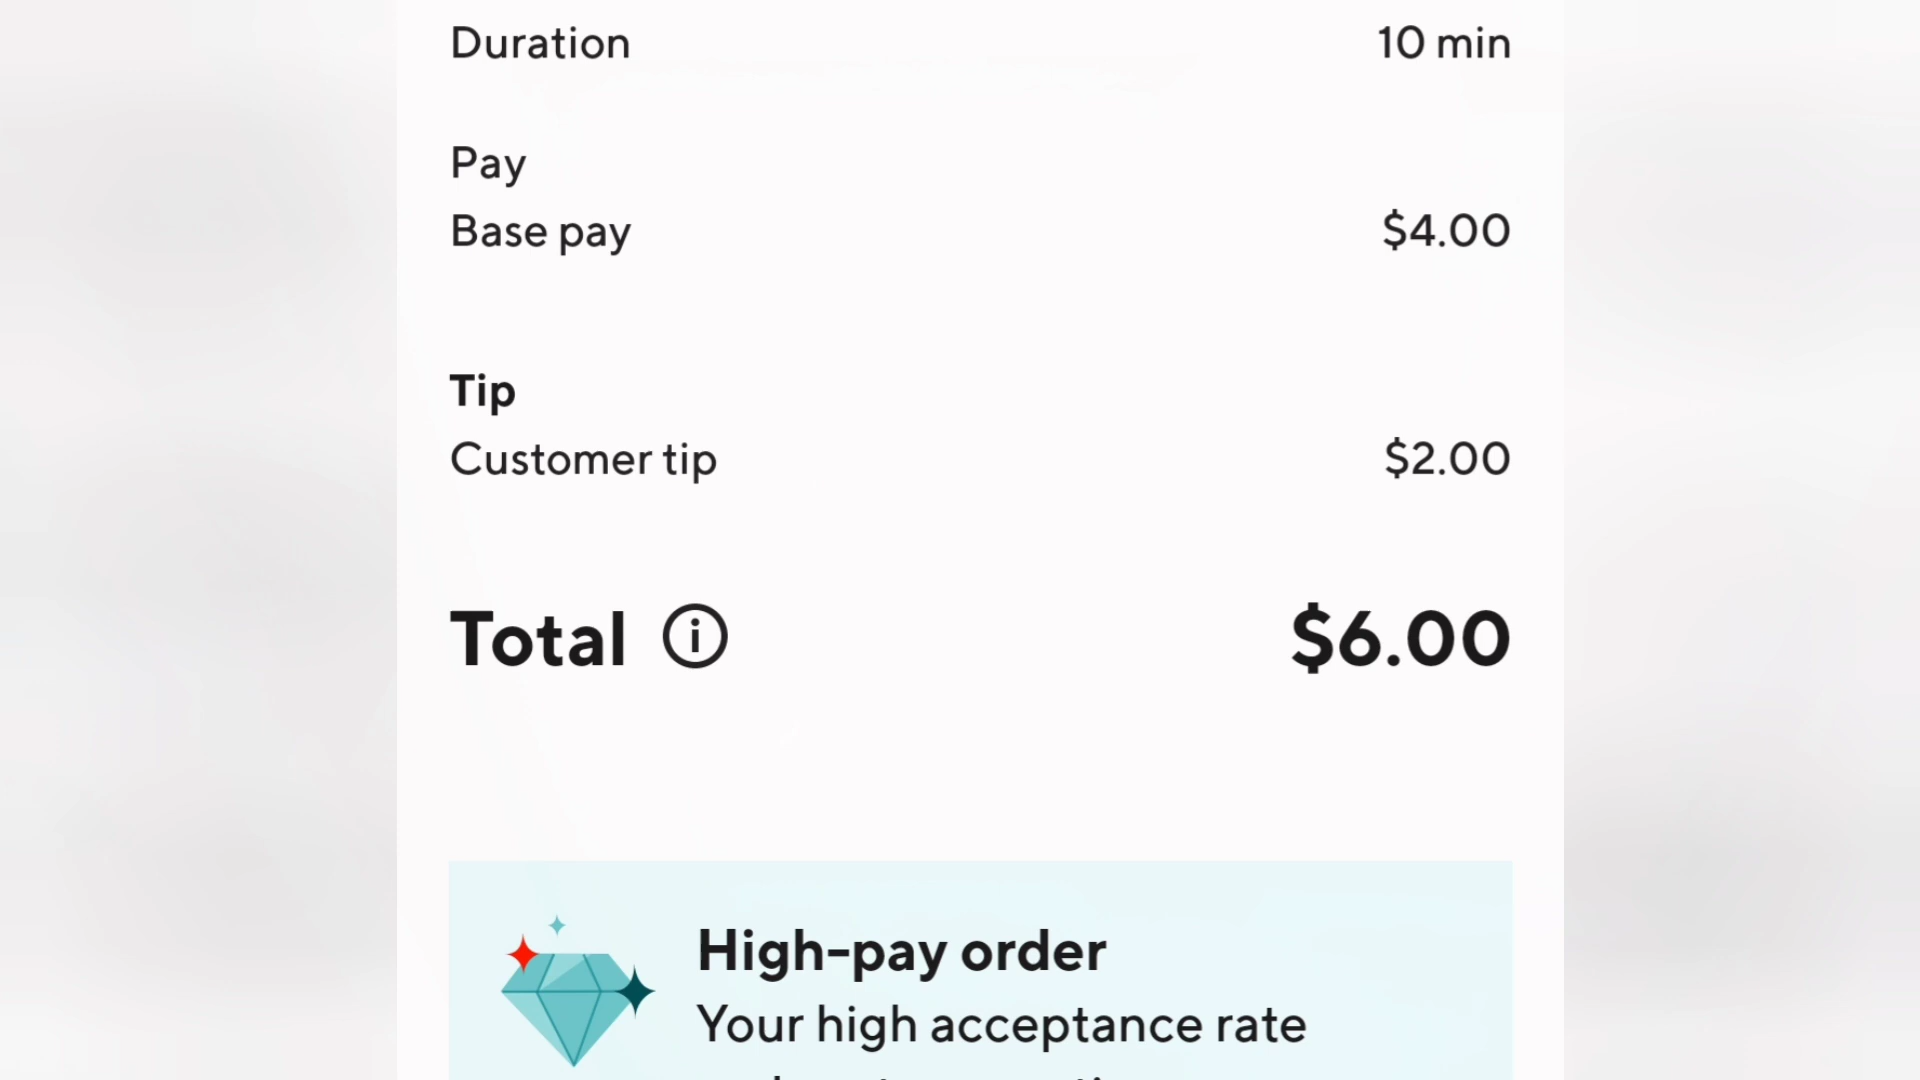 Duration 10 min
Pay
Base pay $4.00
Tip
Customer tip $2.00
Total $6.00
High-pay order
Your high acceptance rate